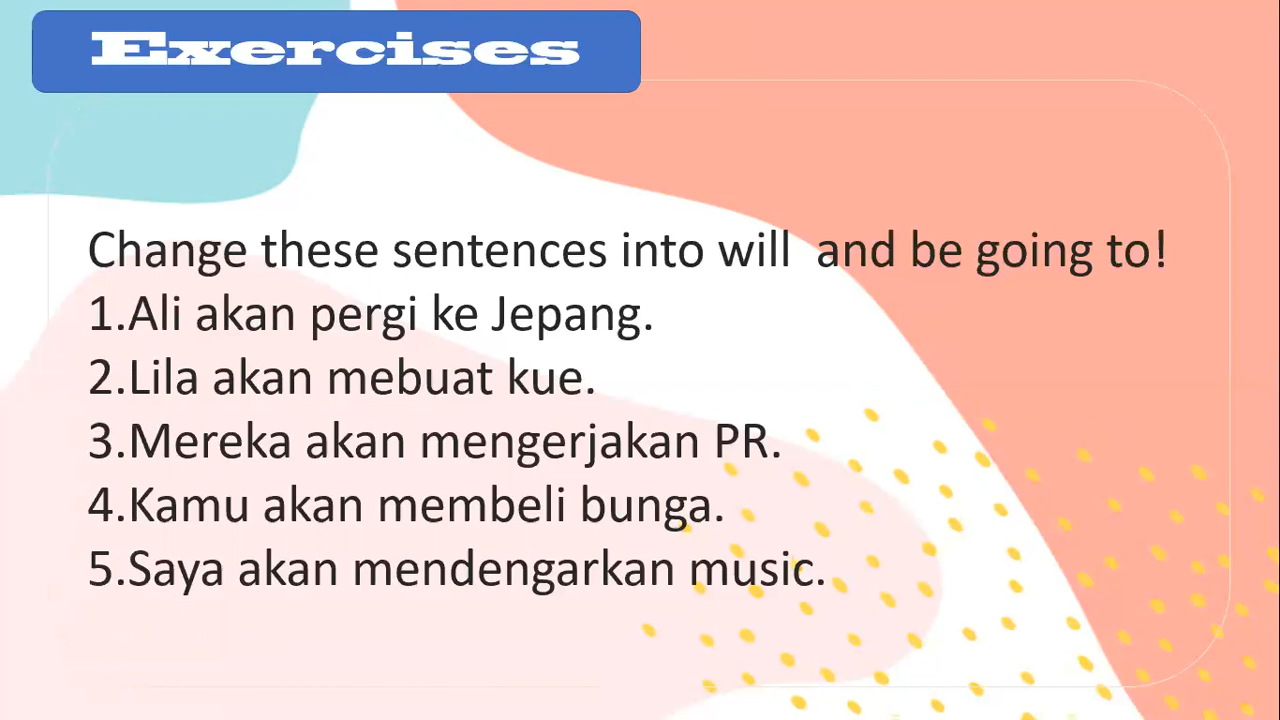 Exercises
Change these sentences into will  and be going to!
1.Ali akan pergi ke Jepang.
2.Lila akan mebuat kue.
3.Mereka akan mengerjakan PR.
4.Kamu akan membeli bunga.
5.Saya akan mendengarkan music.